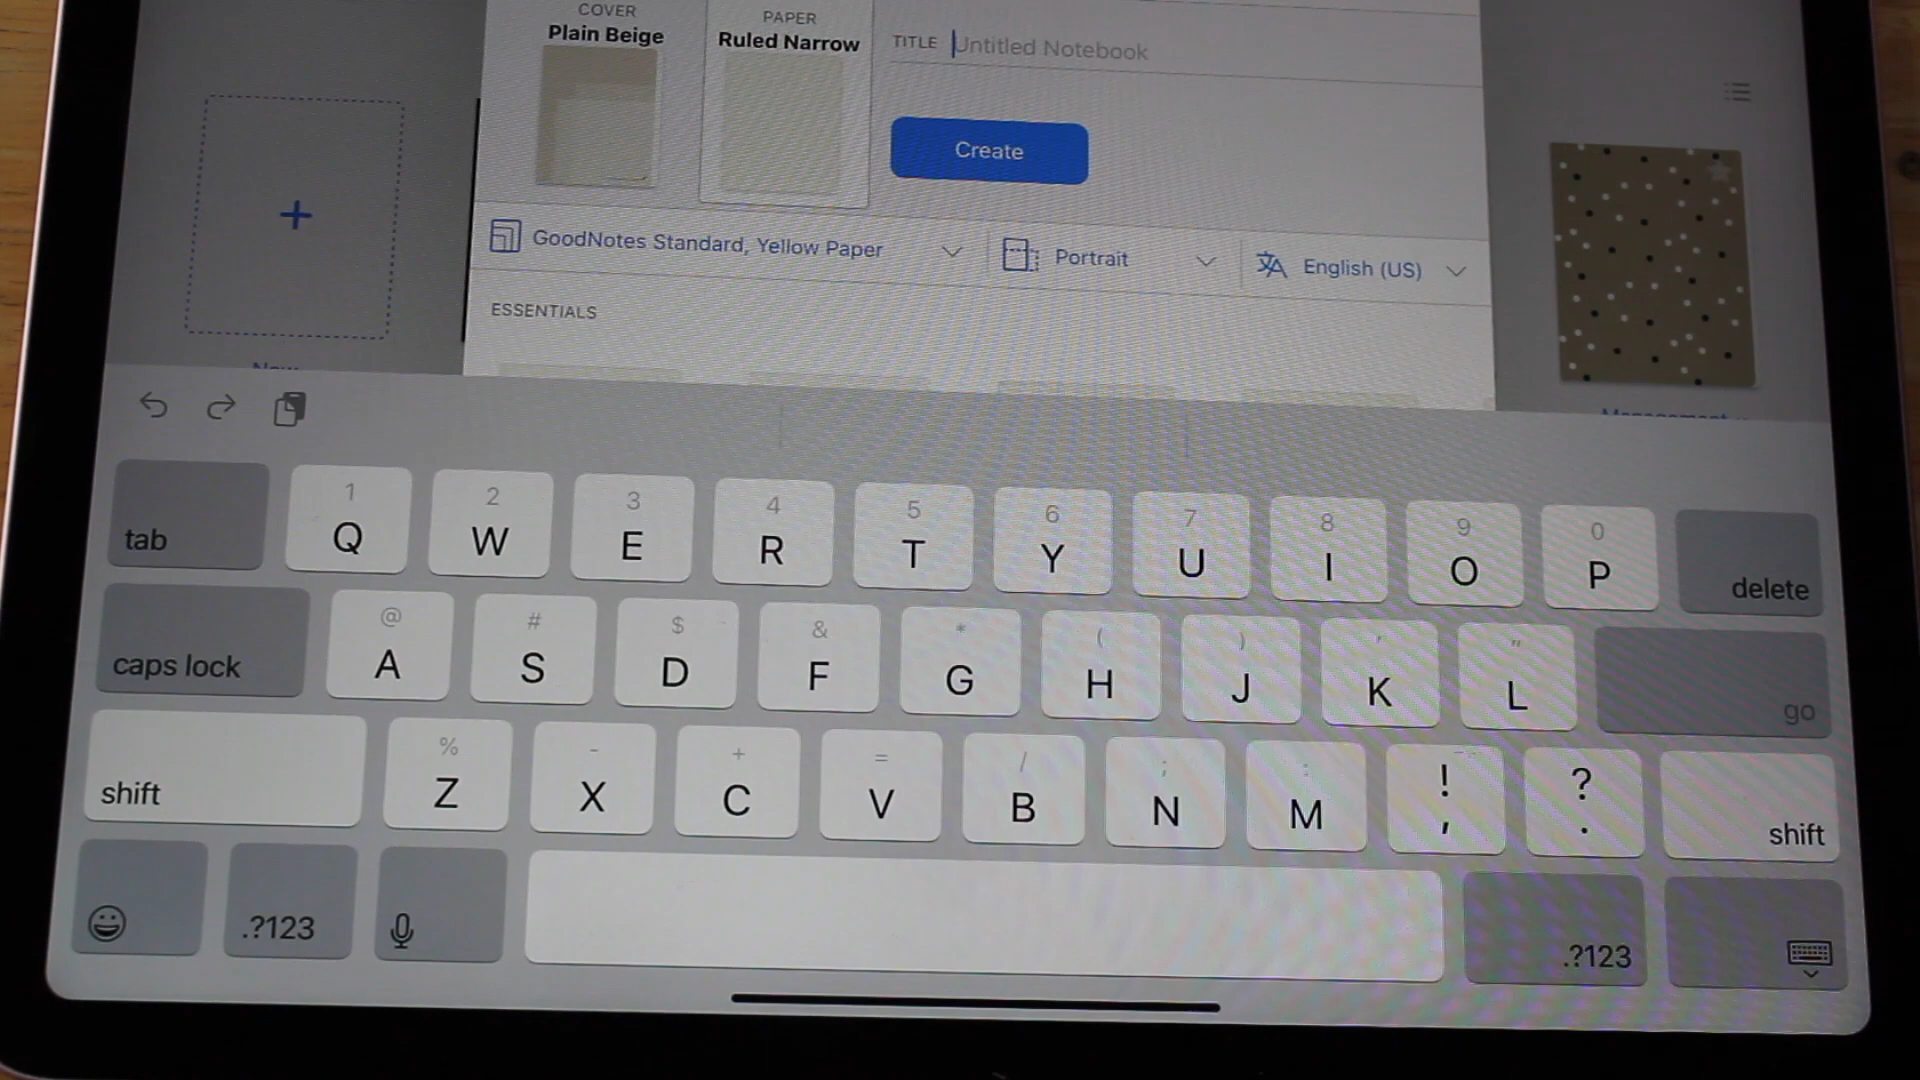 COVER
Plain Beige
PAPER
Ruled Narrow
TITLE Untitled Notebook
Create
GoodNotes Standard, Yellow Paper
Portrait
English (US)
ESSENTIALS
1 2 3 4 5 6 7 8 9 0
tab Q W E R T Y U I O P delete
@ # $ & * ( ) ' "
caps lock A S D F G H J K L go
% - + = / ; : ! ?
shift Z X C V B N M , . shift
.?123 .?123